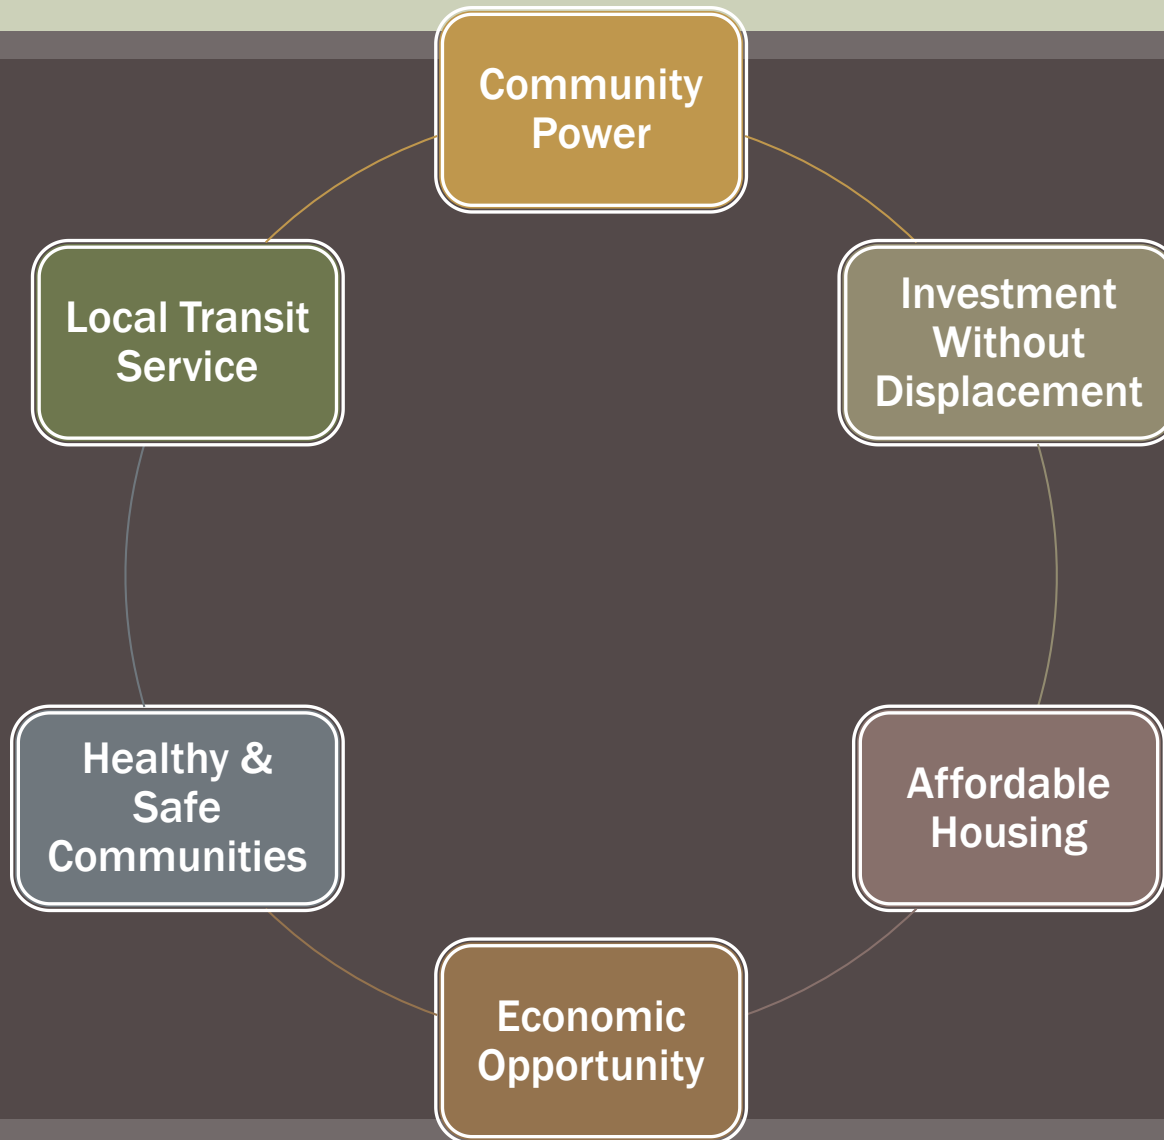 Community
Power
Investment
Without
Displacement
Affordable
Housing
Economic
Opportunity
Healthy &
Safe
Communities
Local Transit
Service